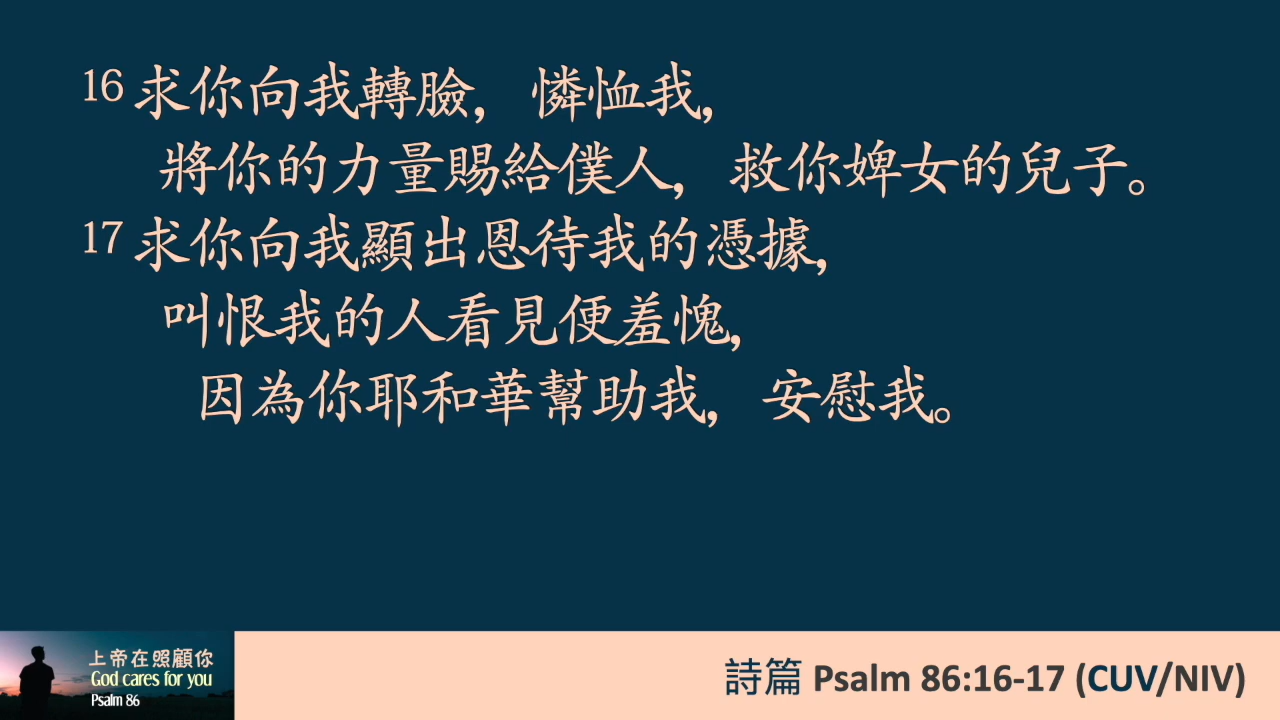 16 求你向我轉臉，憐恤我，
將你的力量賜給僕人，救你婢女的兒子。
17 求你向我顯出恩待我的憑據，
叫恨我的人看見便羞愧，
因為你耶和華幫助我，安慰我。
上帝在照顧你
God cares for you
Psalm 86
詩篇 Psalm 86:16-17 (CUV/NIV)